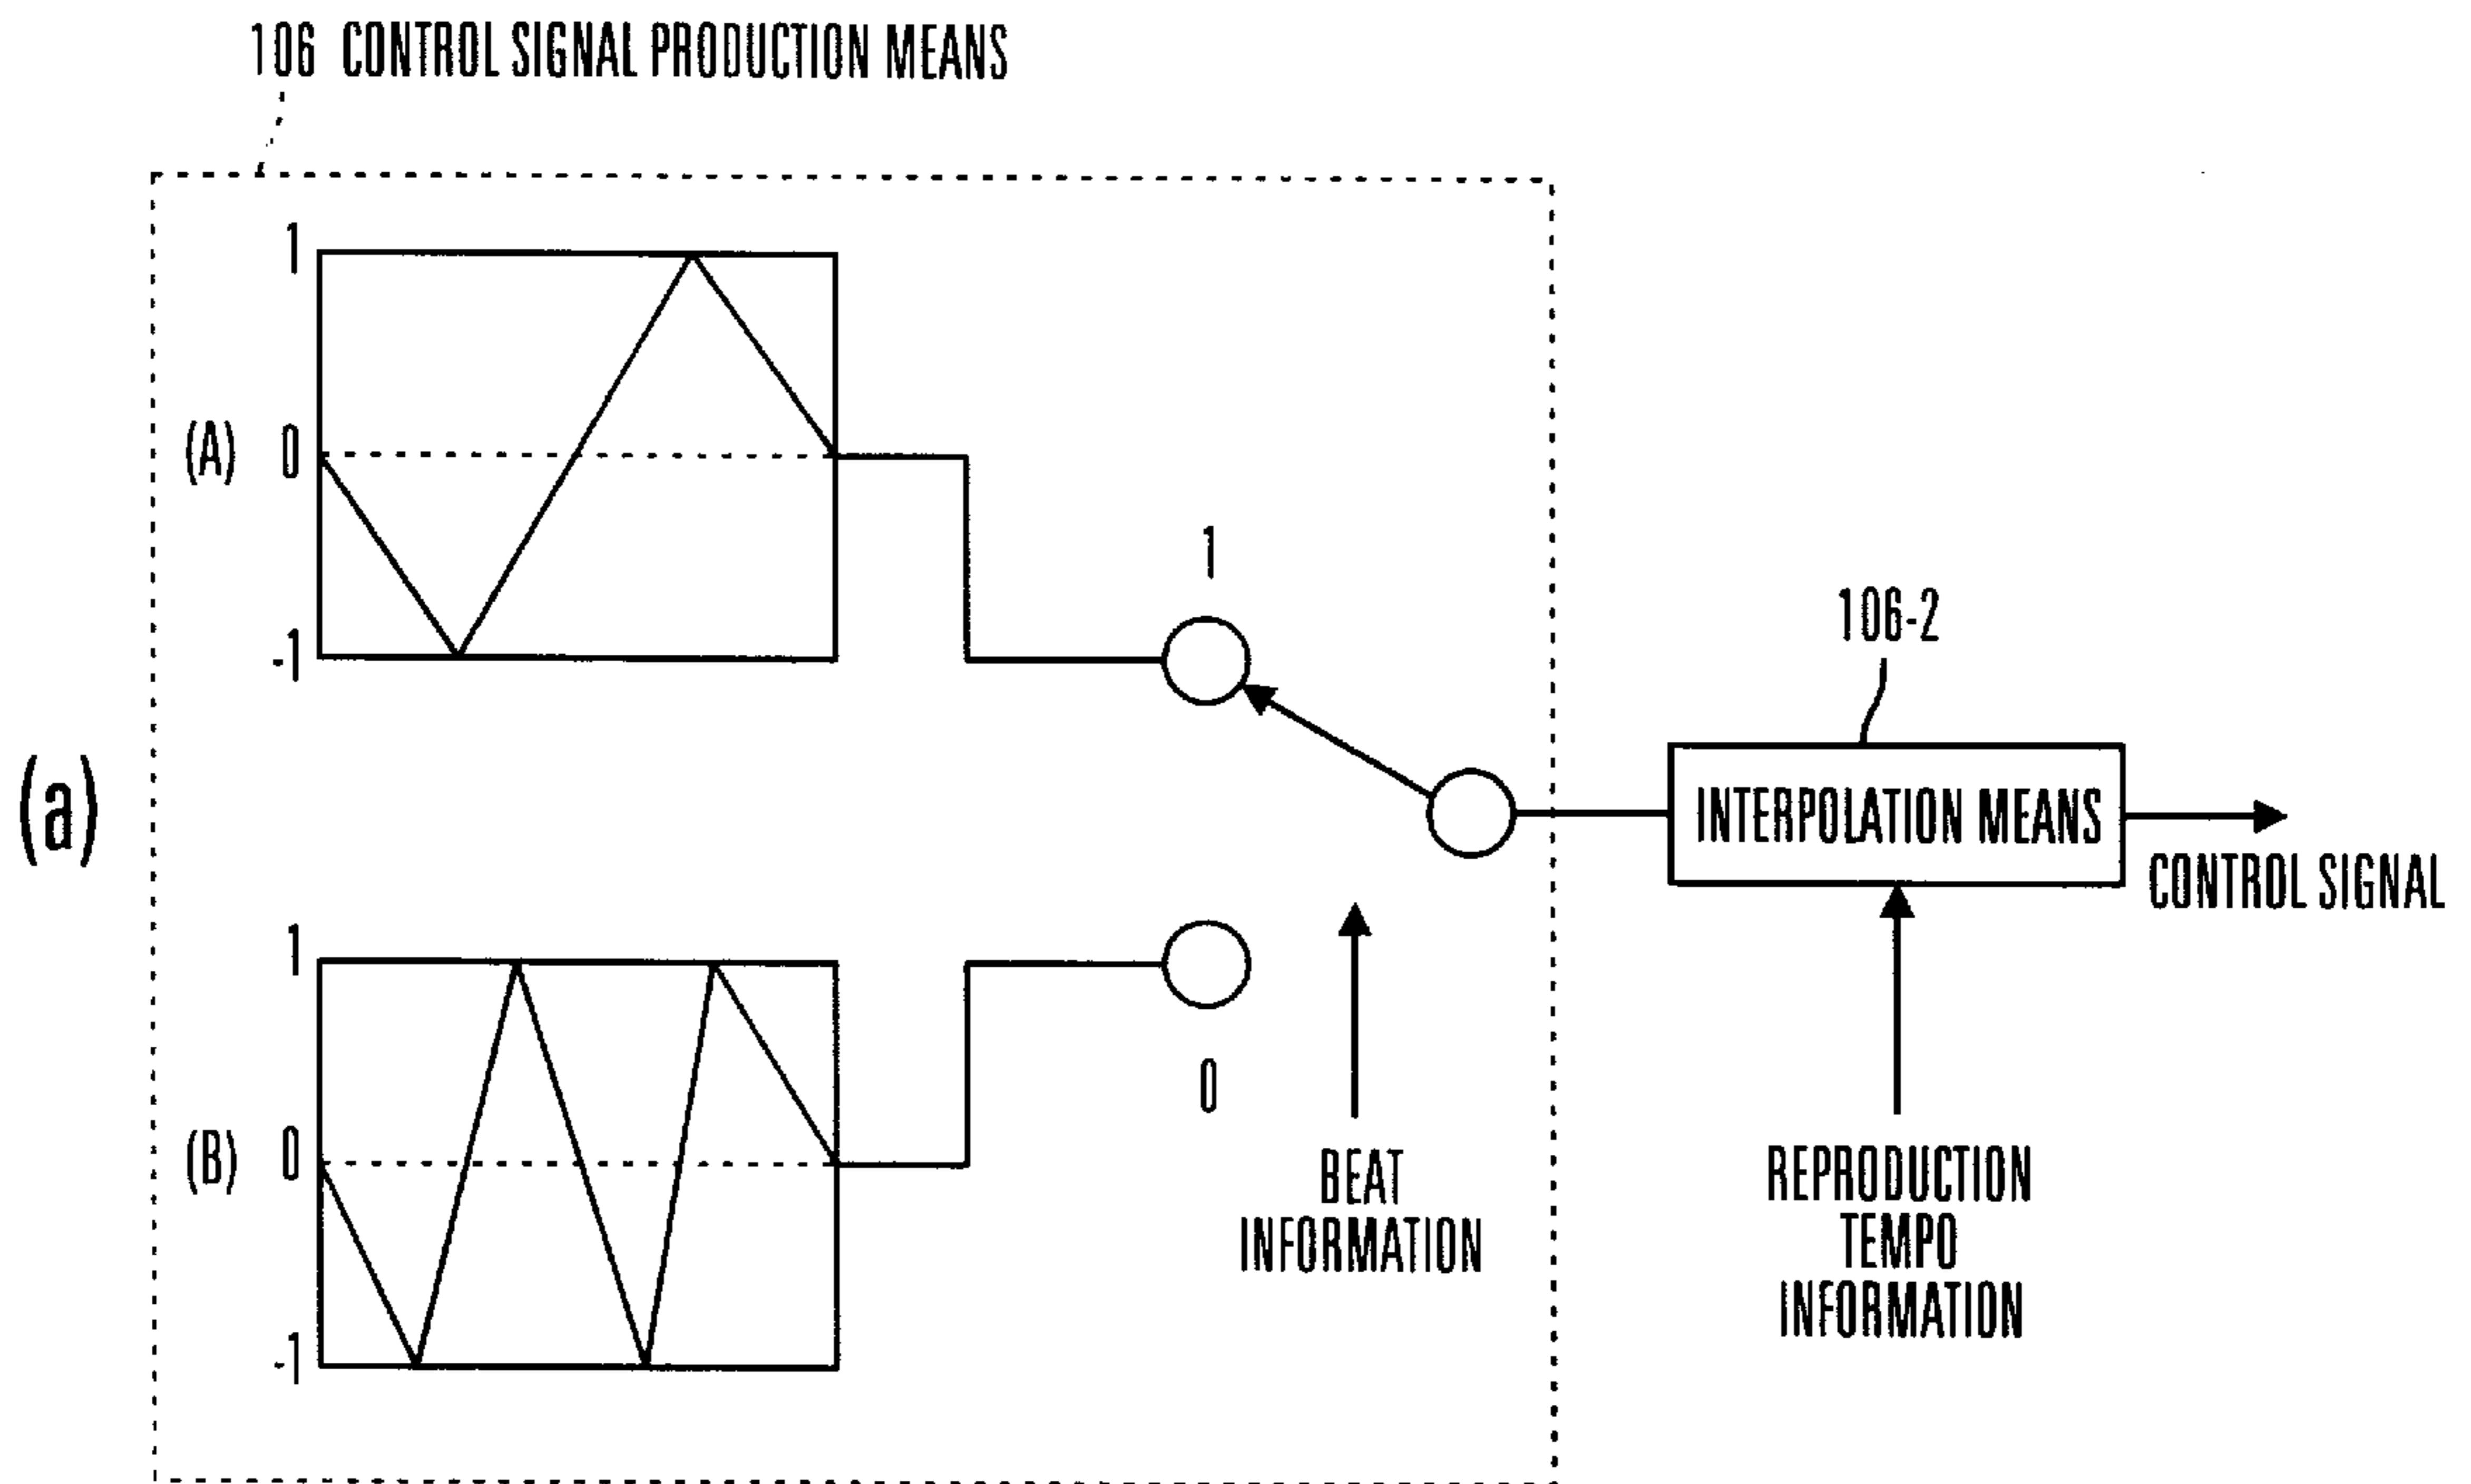 106 CONTROL SIGNAL PRODUCTION MEANS
1
(A) 0
-1
1
106-2
(a)
INTERPOLATION MEANS
CONTROL SIGNAL
1
(B) 0
-1
0
BEAT
INFORMATION
REPRODUCTION
TEMPO
INFORMATION